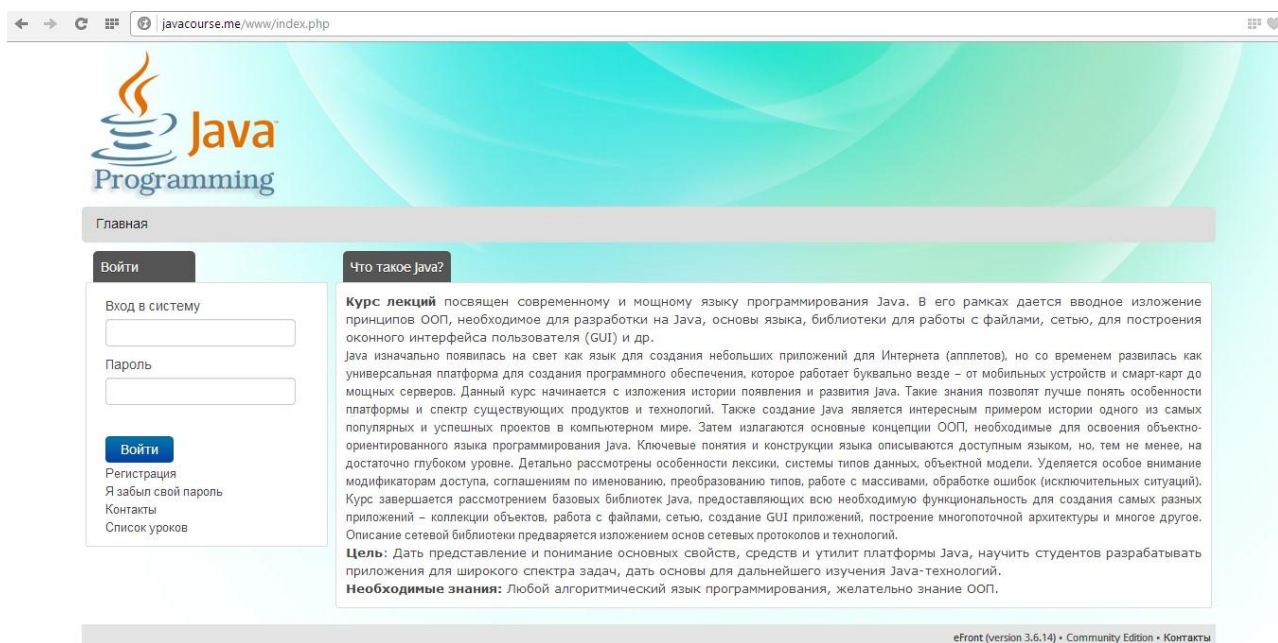 javacourse.me/www/index.php
Java
Programming
Главная
Войти
Вход в систему
Пароль
Войти
Регистрация
Я забыл свой пароль
Контакты
Список уроков
Что такое Java?
Курс лекций посвящен современному и мощному языку программирования Java. В его рамках дается вводное изложение
принципов ООП, необходимое для разработки на Java, основы языка, библиотеки для работы с файлами, сетью, для построения
оконного интерфейса пользователя (GUI) и др.
Java изначально появилась на свет как язык для создания небольших приложений для Интернета (апплетов), но со временем развилась как
универсальная платформа для создания программного обеспечения, которое работает буквально везде – от мобильных устройств и смарт-карт до
мощных серверов. Данный курс начинается с изложения истории появления и развития Java. Такие знания позволят лучше понять особенности
платформы и спектр существующих продуктов и технологий. Также создание Java является интересным примером истории одного из самых
популярных и успешных проектов в компьютерном мире. Затем излагаются основные концепции ООП, необходимые для освоения объектно-
ориентированного языка программирования Java. Ключевые понятия и конструкции языка описываются доступным языком, но, тем не менее, на
достаточно глубоком уровне. Детально рассмотрены особенности лексики, системы типов данных, объектной модели. Уделяется особое внимание
модификаторам доступа, соглашениям по именованию, преобразованию типов, работе с массивами, обработке ошибок (исключительных ситуаций).
Курс завершается рассмотрением базовых библиотек Java, предоставляющих всю необходимую функциональность для создания самых разных
приложений – коллекции объектов, работа с файлами, сетью, создание GUI приложений, построение многопоточной архитектуры и многое другое.
Описание сетевой библиотеки предваряется изложением основ сетевых протоколов и технологий.
Цель: Дать представление и понимание основных свойств, средств и утилит платформы Java, научить студентов разрабатывать
приложения для широкого спектра задач, дать основы для дальнейшего изучения Java-технологий.
Необходимые знания: Любой алгоритмический язык программирования, желательно знание ООП.
eFront (version 3.6.14) • Community Edition • Контакты